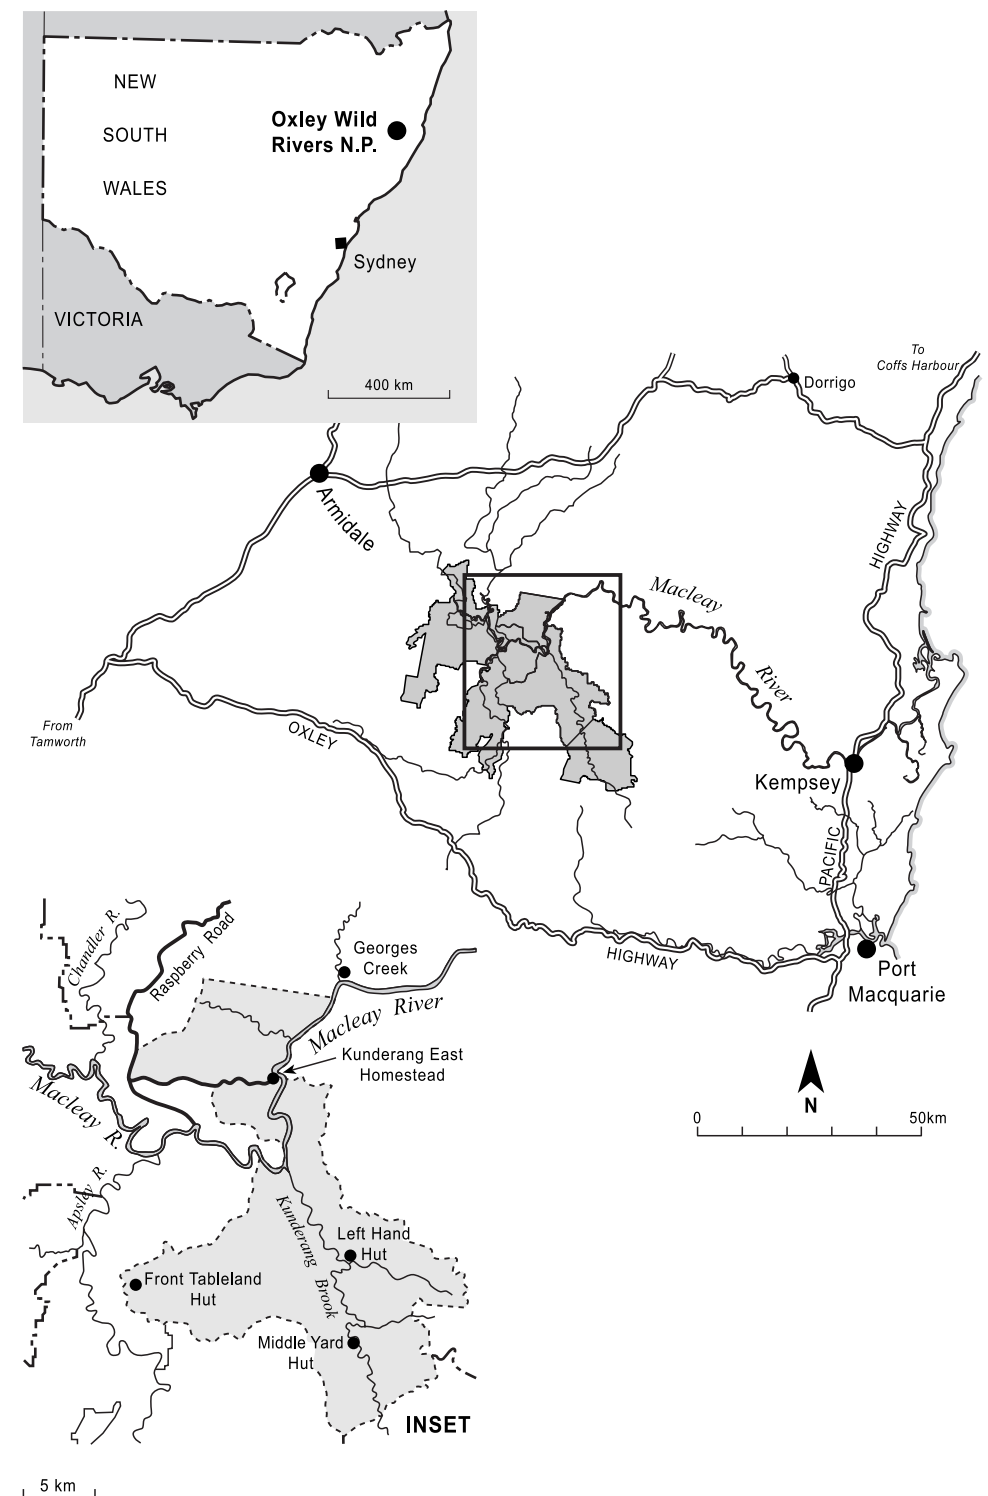 NEW
SOUTH
WALES
Oxley Wild
Rivers N.P.
Sydney
VICTORIA
400 km
To
Coffs Harbour
Dorrigo
Armidale
HIGHWAY
Macleay
River
From
Tamworth
OXLEY
Kempsey
PACIFIC
HIGHWAY
Port
Macquarie
N
0
50km
Chandler R.
Raspberry Road
Georges
Creek
Macleay River
Kunderang East
Homestead
Macleay R.
Apsley R.
Kunderang Brook
Left Hand
Hut
Front Tableland
Hut
Middle Yard
Hut
INSET
5 km